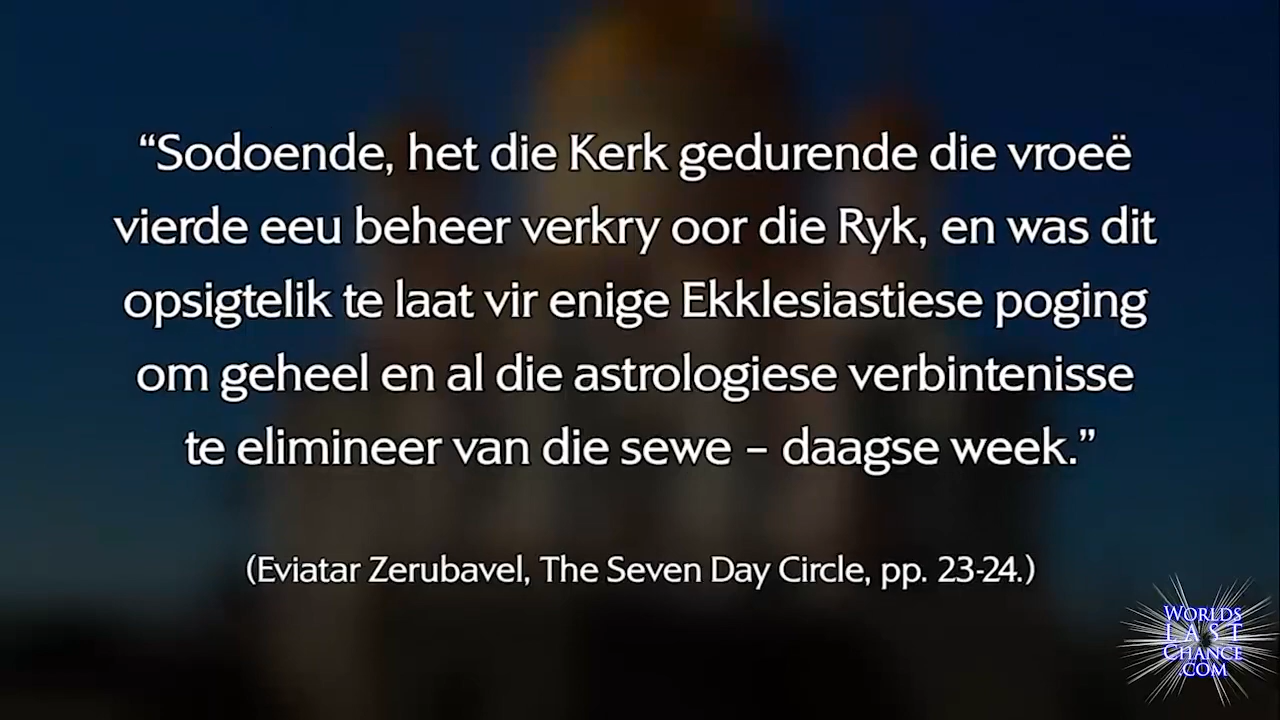 “Sodoende, het die Kerk gedurende die vroeë
vierde eeu beheer verkry oor die Ryk, en was dit
opsigtelik te laat vir enige Ekklesiastiese poging
om geheel en al die astrologiese verbintenisse
te elimineer van die sewe – daagse week.”
(Eviatar Zerubavel, The Seven Day Circle, pp. 23-24.)
WORLDS
LAST
CHANCE
.COM